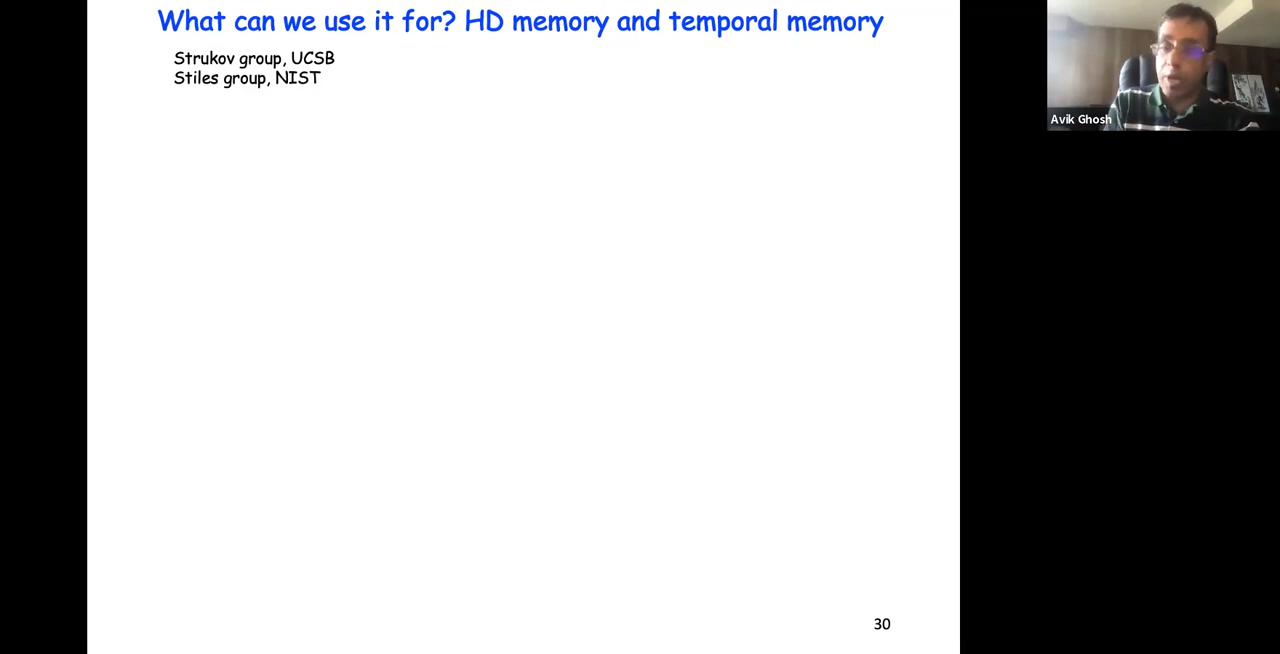 What can we use it for? HD memory and temporal memory
Strukov group, UCSB
Stiles group, NIST
Avik Ghosh
30